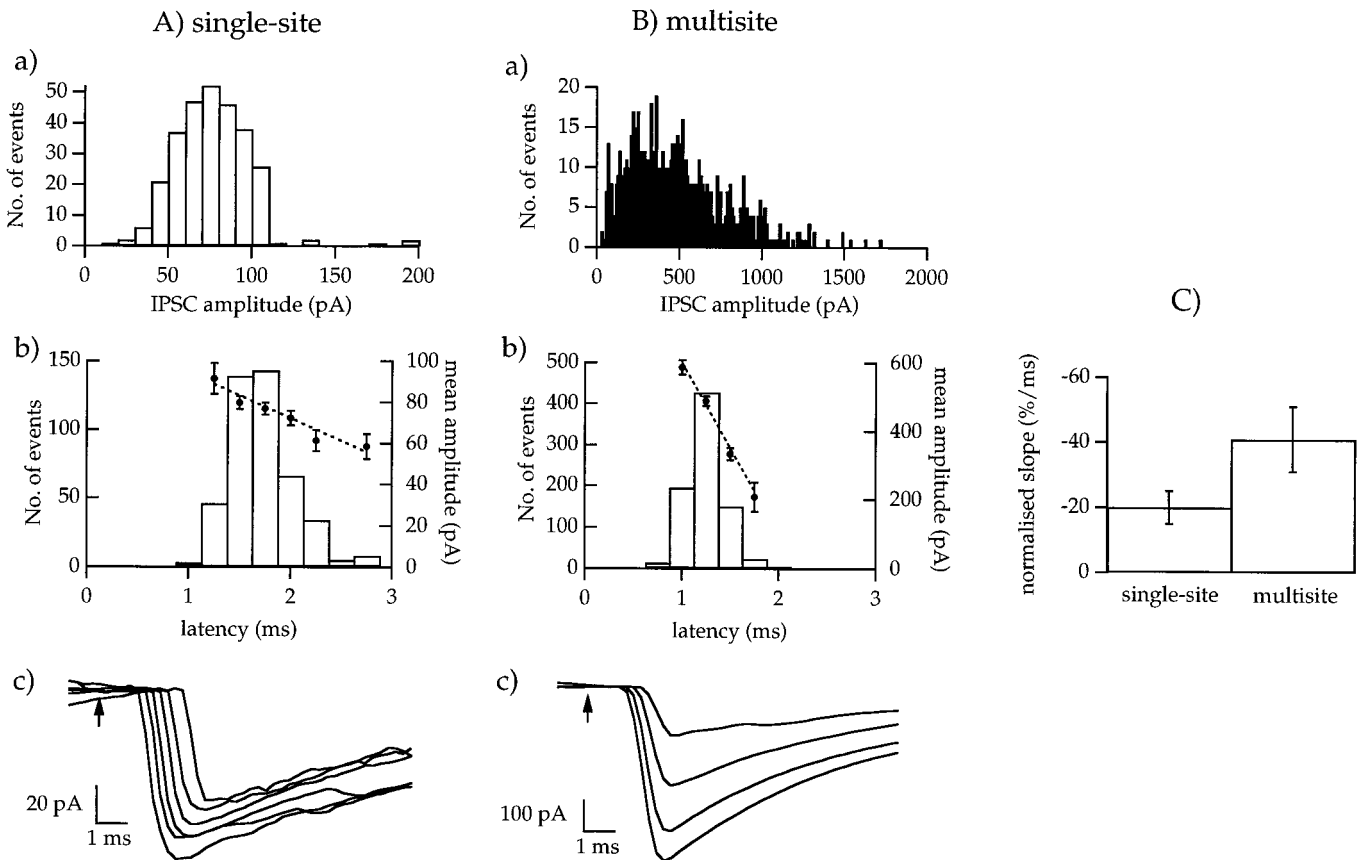 A) single-site
a)
No. of events
50
40
30
20
10
0
0 50 100 150 200
IPSC amplitude (pA)
b)
No. of events
150
100
50
0
100
80
60
40
20
0
mean amplitude (pA)
0 1 2 3
latency (ms)
c)
20 pA
1 ms
B) multisite
a)
No. of events
20
15
10
5
0
0 500 1000 1500 2000
IPSC amplitude (pA)
b)
No. of events
500
400
300
200
100
0
600
400
200
0
mean amplitude (pA)
0 1 2 3
latency (ms)
c)
100 pA
1 ms
C)
normalised slope (%/ms)
-60
-40
-20
-0
single-site multisite